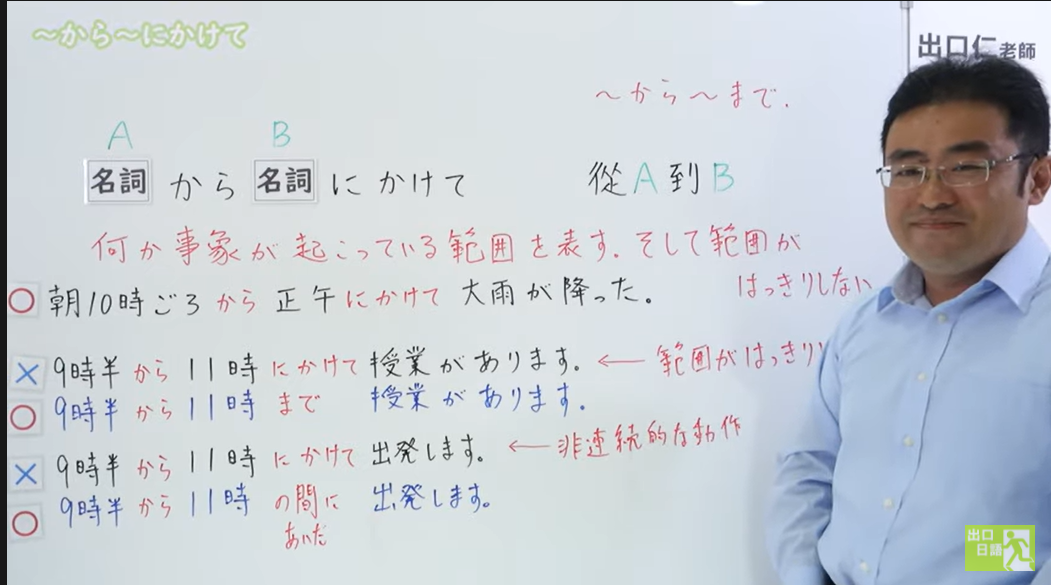 ~から~にかけて
出口仁老師
~から~まで.
A B
名詞 から 名詞 にかけて 從A到B
何か事象が起こっている範囲を表す.そして範囲が
はっきりしない
○ 朝10時ごろから正午にかけて大雨が降った。
× 9時半から11時にかけて授業があります。← 範囲がはっきり
○ 9時半から11時まで 授業があります.
× 9時半から11時にかけて出発します。← 非連続的な動作
○ 9時半から11時の間に 出発します。
あいだ
出口
日語